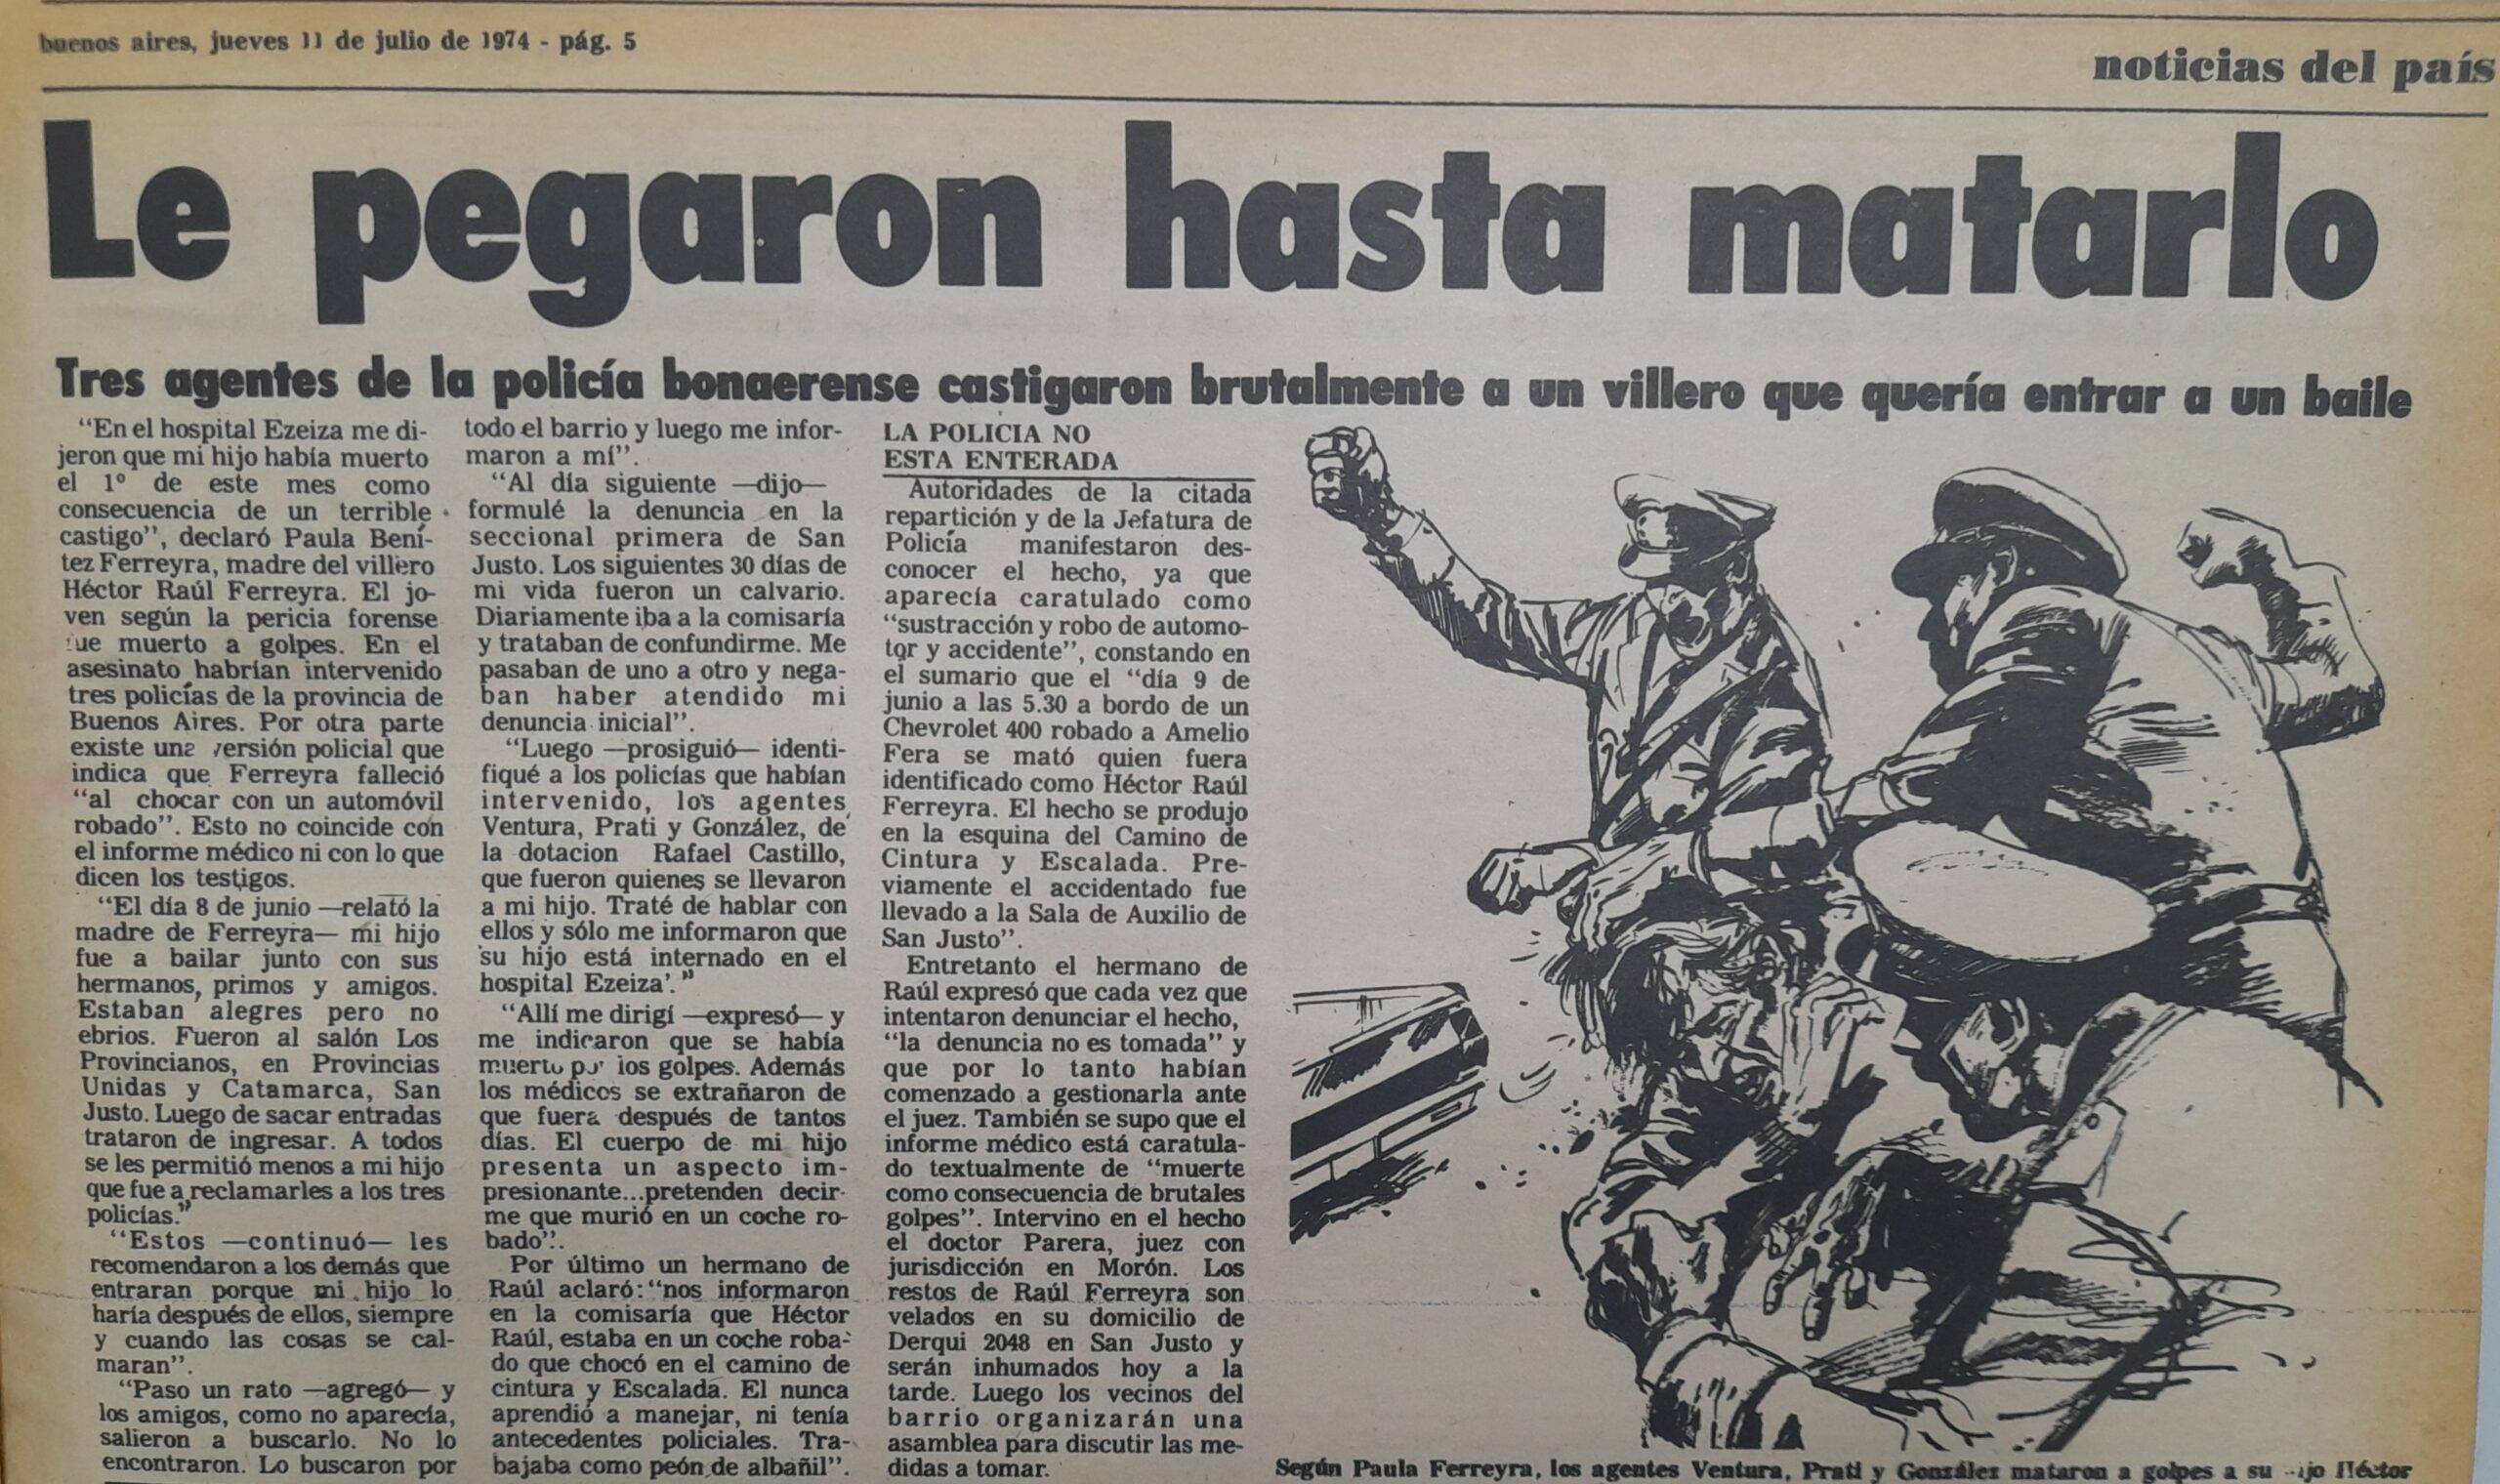 buenos aires, jueves 11 de julio de 1974 - pág. 5
noticias del país
Le pegaron hasta matarlo
Tres agentes de la policía bonaerense castigaron brutalmente a un villero que quería entrar a un baile
“En el hospital Ezeiza me di-
jeron que mi hijo había muerto
el 1º de este mes como
consecuencia de un terrible
castigo”, declaró Paula Bení-
tez Ferreyra, madre del villero
Héctor Raúl Ferreyra. El jo-
ven según la pericia forense
fue muerto a golpes. En el
asesinato habrían intervenido
tres policías de la provincia de
Buenos Aires. Por otra parte
existe una versión policial que
indica que Ferreyra falleció
“al chocar con un automóvil
robado”. Esto no coincide con
el informe médico ni con lo que
dicen los testigos.
“El día 8 de junio —relató la
madre de Ferreyra— mi hijo
fue a bailar junto con sus
hermanos, primos y amigos.
Estaban alegres pero no
ebrios. Fueron al salón Los
Provincianos, en Provincias
Unidas y Catamarca, San
Justo. Luego de sacar entradas
trataron de ingresar. A todos
se les permitió menos a mi hijo
que fue a reclamarles a los tres
policías.”
“Estos —continuó— les
recomendaron a los demás que
entraran porque mi hijo lo
haría después de ellos, siempre
y cuando las cosas se cal-
maran”.
“Paso un rato —agregó— y
los amigos, como no aparecía,
salieron a buscarlo. No lo
encontraron. Lo buscaron por
todo el barrio y luego me infor-
maron a mí”.
“Al día siguiente —dijo—
formulé la denuncia en la
seccional primera de San
Justo. Los siguientes 30 días de
mi vida fueron un calvario.
Diariamente iba a la comisaría
y trataban de confundirme. Me
pasaban de uno a otro y nega-
ban haber atendido mi
denuncia inicial”.
“Luego —prosiguió— identi-
fiqué a los policías que habían
intervenido, los agentes
Ventura, Prati y González, de
la dotacion Rafael Castillo,
que fueron quienes se llevaron
a mi hijo. Traté de hablar con
ellos y sólo me informaron que
‘su hijo está internado en el
hospital Ezeiza’.”
“Allí me dirigí —expresó— y
me indicaron que se había
muerto por los golpes. Además
los médicos se extrañaron de
que fuera después de tantos
días. El cuerpo de mi hijo
presenta un aspecto im-
presionante...pretenden decir-
me que murió en un coche ro-
bado”.
Por último un hermano de
Raúl aclaró: “nos informaron
en la comisaría que Héctor
Raúl, estaba en un coche roba-
do que chocó en el camino de
cintura y Escalada. El nunca
aprendió a manejar, ni tenía
antecedentes policiales. Tra-
bajaba como peón de albañil”.
LA POLICIA NO
ESTA ENTERADA
Autoridades de la citada
repartición y de la Jefatura de
Policía manifestaron des-
conocer el hecho, ya que
aparecía caratulado como
“sustracción y robo de automo-
tor y accidente”, constando en
el sumario que el “día 9 de
junio a las 5.30 a bordo de un
Chevrolet 400 robado a Amelio
Fera se mató quien fuera
identificado como Héctor Raúl
Ferreyra. El hecho se produjo
en la esquina del Camino de
Cintura y Escalada. Pre-
viamente el accidentado fue
llevado a la Sala de Auxilio de
San Justo”.
Entretanto el hermano de
Raúl expresó que cada vez que
intentaron denunciar el hecho,
“la denuncia no es tomada” y
que por lo tanto habían
comenzado a gestionarla ante
el juez. También se supo que el
informe médico está caratula-
do textualmente de “muerte
como consecuencia de brutales
golpes”. Intervino en el hecho
el doctor Parera, juez con
jurisdicción en Morón. Los
restos de Raúl Ferreyra son
velados en su domicilio de
Derqui 2048 en San Justo y
serán inhumados hoy a la
tarde. Luego los vecinos del
barrio organizarán una
asamblea para discutir las me-
didas a tomar.
Según Paula Ferreyra, los agentes Ventura, Prati y González mataron a golpes a su hijo Héctor